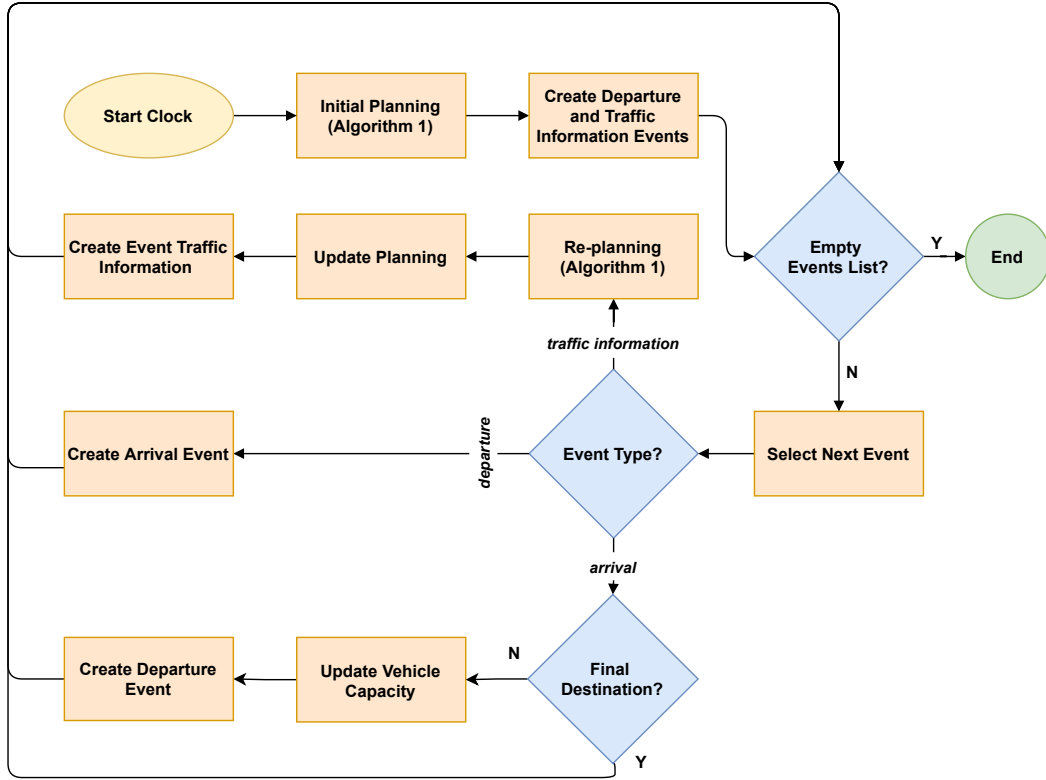 Start Clock
Initial Planning
(Algorithm 1)
Create Departure
and Traffic
Information Events
Create Event Traffic
Information
Update Planning
Re-planning
(Algorithm 1)
Empty
Events List?
Y
End
traffic information
N
Create Arrival Event
departure
Event Type?
Select Next Event
arrival
Create Departure
Event
Update Vehicle
Capacity
N
Final
Destination?
Y